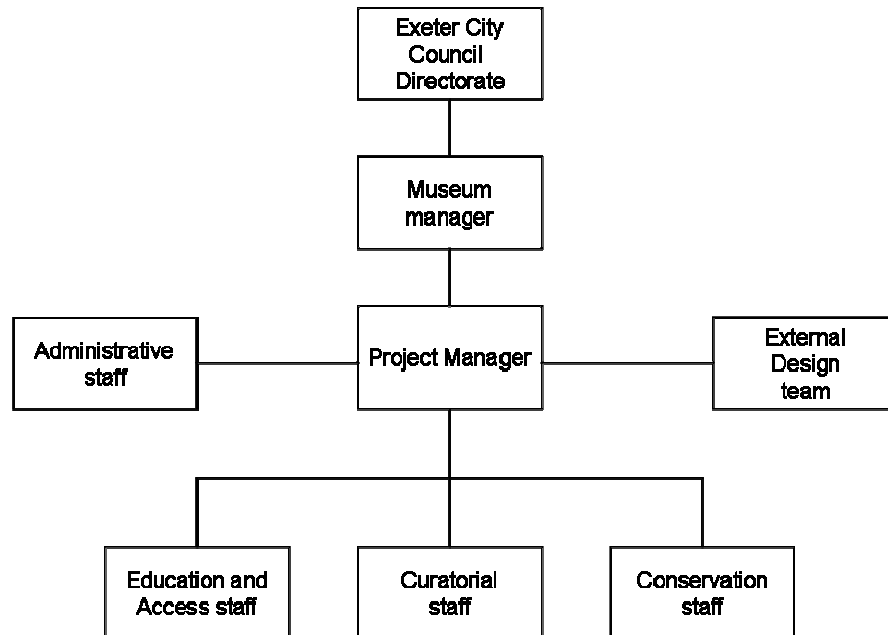 Exeter City
Council
Directorate
Museum
manager
Administrative
staff
Project Manager
External
Design
team
Education and
Access staff
Curatorial
staff
Conservation
staff